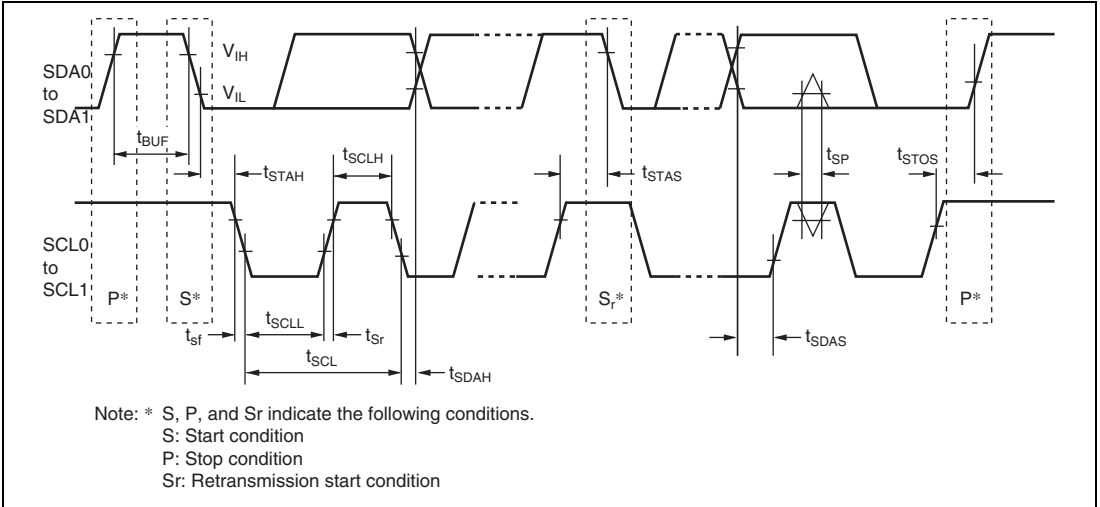 V_IH
SDA0
to
SDA1
V_IL
t_BUF
t_SCLH
t_SP
t_STOS
t_STAH
t_STAS
SCL0
to
SCL1
P*
S*
S_r*
P*
t_SCLL
t_sf
t_Sr
t_SDAS
t_SCL
t_SDAH
Note: * S, P, and Sr indicate the following conditions.
S: Start condition
P: Stop condition
Sr: Retransmission start condition